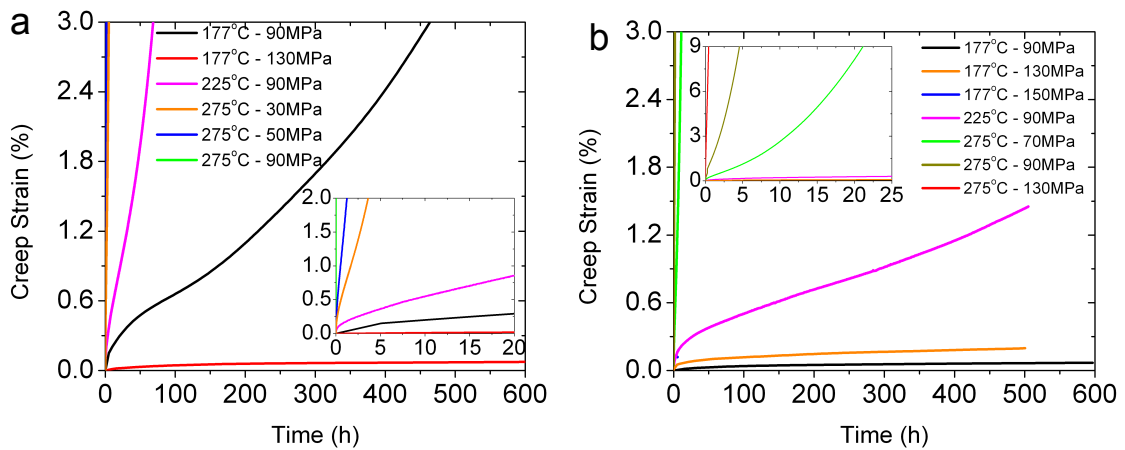 a
3.0
2.4
1.8
1.2
0.6
0.0
Creep Strain (%)
177°C - 90MPa
177°C - 130MPa
225°C - 90MPa
275°C - 30MPa
275°C - 50MPa
275°C - 90MPa
2.0
1.5
1.0
0.5
0.0
0 5 10 15 20
0 100 200 300 400 500 600
Time (h)
b
3.0
2.4
1.8
1.2
0.6
0.0
Creep Strain (%)
9
6
3
0
0 5 10 15 20 25
177°C - 90MPa
177°C - 130MPa
177°C - 150MPa
225°C - 90MPa
275°C - 70MPa
275°C - 90MPa
275°C - 130MPa
0 100 200 300 400 500 600
Time (h)